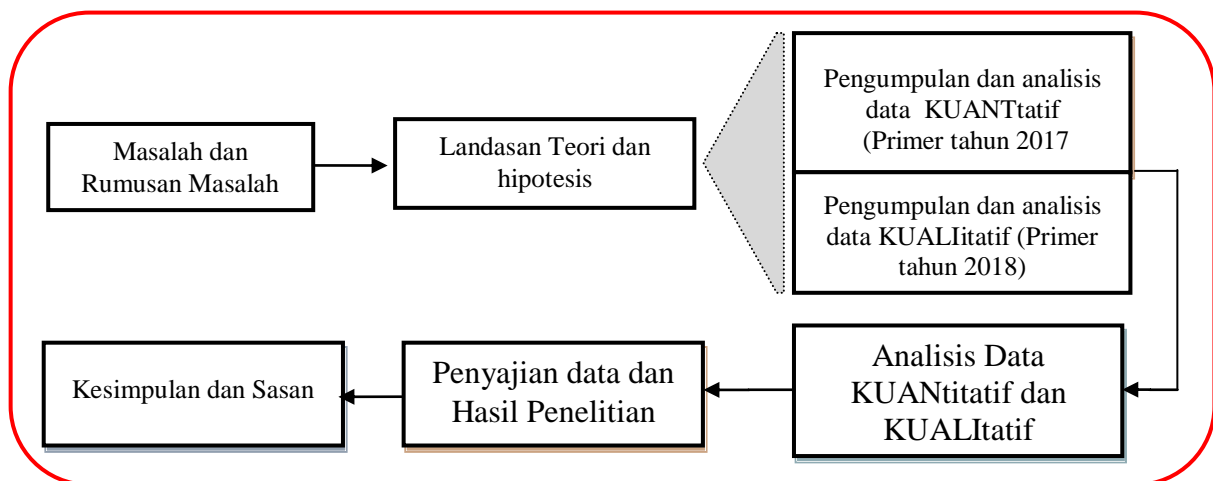 Masalah dan
Rumusan Masalah
Landasan Teori dan
hipotesis
Pengumpulan dan analisis
data KUANTtatif
(Primer tahun 2017
Pengumpulan dan analisis
data KUALIitatif (Primer
tahun 2018)
Analisis Data
KUANtitatif dan
KUALItatif
Penyajian data dan
Hasil Penelitian
Kesimpulan dan Sasan